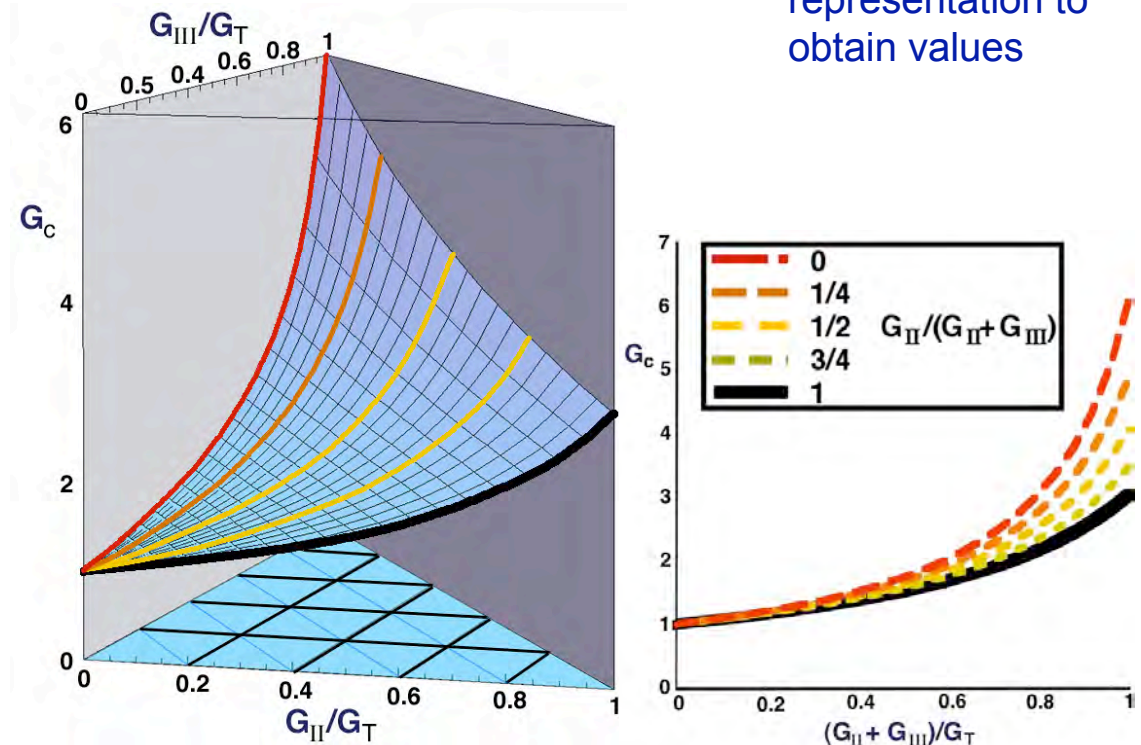 representation to
obtain values
G_III/G_T
0 0.5 0.4 0.6 0.8 1
6
G_C
4
2
0
0 0.2 0.4 0.6 0.8 1
G_II/G_T
7
6
G_C
5
4
3
2
1
0
0
1/4
1/2 G_II/(G_II + G_III)
3/4
1
0 0.2 0.4 0.6 0.8 1
(G_II + G_III)/G_T